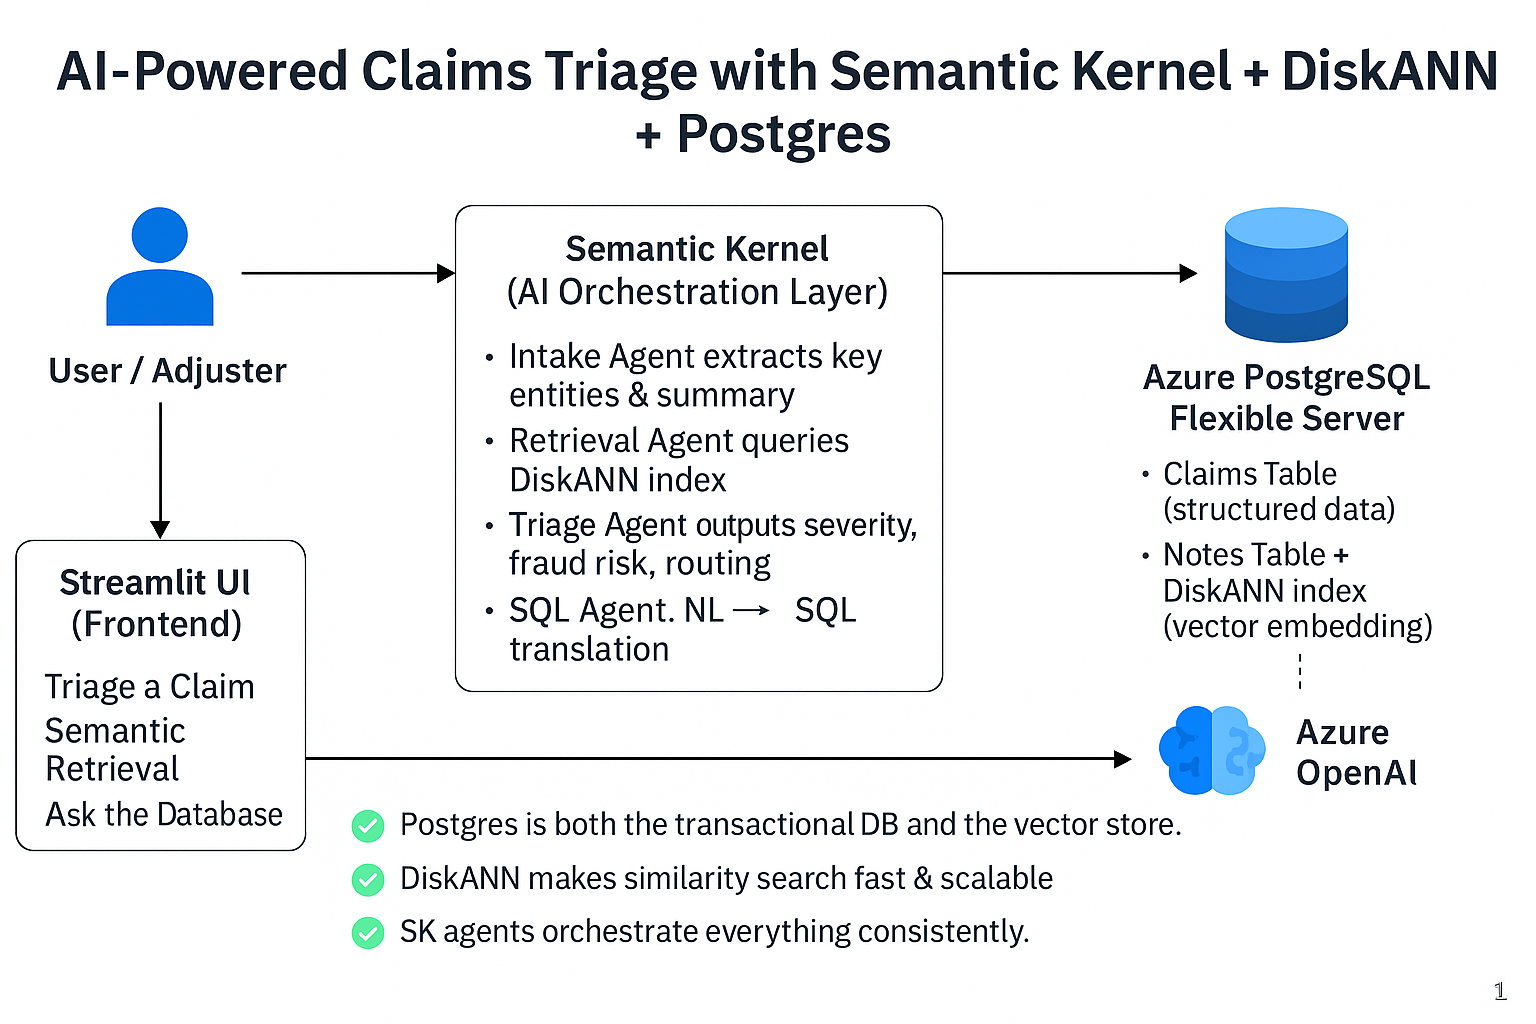 AI-Powered Claims Triage with Semantic Kernel + DiskANN
+ Postgres
User / Adjuster
Streamlit UI
(Frontend)
Triage a Claim
Semantic
Retrieval
Ask the Database
Semantic Kernel
(AI Orchestration Layer)
• Intake Agent extracts key
entities & summary
• Retrieval Agent queries
DiskANN index
• Triage Agent outputs severity,
fraud risk, routing
• SQL Agent. NL → SQL
translation
Azure PostgreSQL
Flexible Server
• Claims Table
(structured data)
• Notes Table +
DiskANN index
(vector embedding)
Azure
OpenAI
Postgres is both the transactional DB and the vector store.
DiskANN makes similarity search fast & scalable
SK agents orchestrate everything consistently.
1